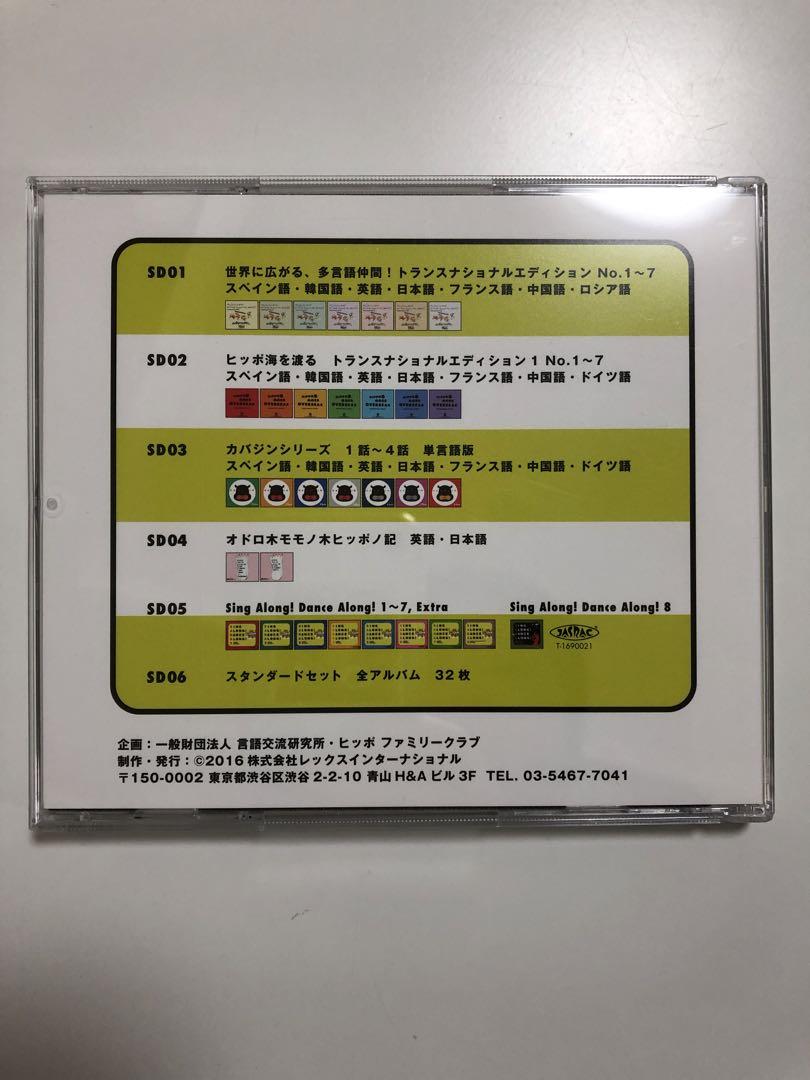 SD01 世界に広がる、多言語仲間！トランスナショナルエディション No.1〜7
スペイン語・韓国語・英語・日本語・フランス語・中国語・ロシア語
SD02 ヒッポ海を渡る トランスナショナルエディション1 No.1〜7
スペイン語・韓国語・英語・日本語・フランス語・中国語・ドイツ語
HIPPO GOES OVERSEAS
SD03 カバジンシリーズ 1話〜4話 単言語版
スペイン語・韓国語・英語・日本語・フランス語・中国語・ドイツ語
SD04 オドロ木モモノ木ヒッポノ記 英語・日本語
SD05 Sing Along! Dance Along! 1〜7, Extra Sing Along! Dance Along! 8
JASRAC
T-1690021
SD06 スタンダードセット 全アルバム 32枚
企画：一般財団法人 言語交流研究所・ヒッポ ファミリークラブ
制作・発行：©2016 株式会社レックスインターナショナル
〒150-0002 東京都渋谷区渋谷2-2-10 青山H&Aビル3F TEL. 03-5467-7041